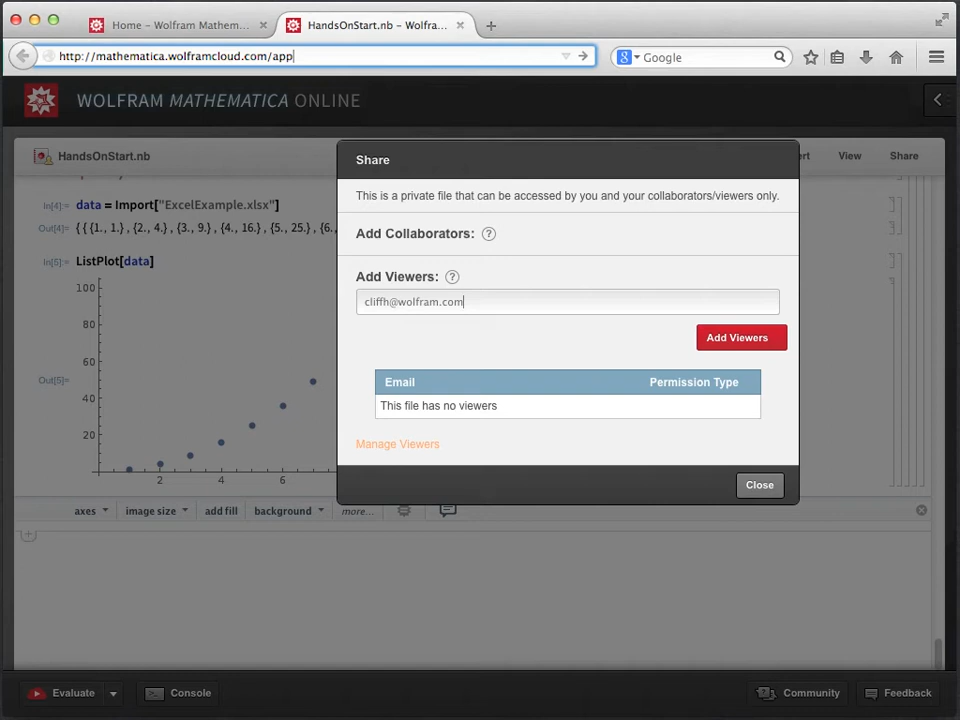 Home – Wolfram Mathem...
HandsOnStart.nb – Wolfra...
http://mathematica.wolframcloud.com/app
Google
WOLFRAM MATHEMATICA ONLINE
HandsOnStart.nb
View
Share
In[4]:= data = Import["ExcelExample.xlsx"]
Out[4]= { { {1., 1.} , {2., 4.} , {3., 9.} , {4., 16.} , {5., 25.} , {6.,
In[5]:= ListPlot[data]
Out[5]=
100
80
60
40
20
2 4 6
Share
This is a private file that can be accessed by you and your collaborators/viewers only.
Add Collaborators: ?
Add Viewers: ?
cliffh@wolfram.com
Add Viewers
Email Permission Type
This file has no viewers
Manage Viewers
Close
axes image size add fill background more...
Evaluate Console Community Feedback